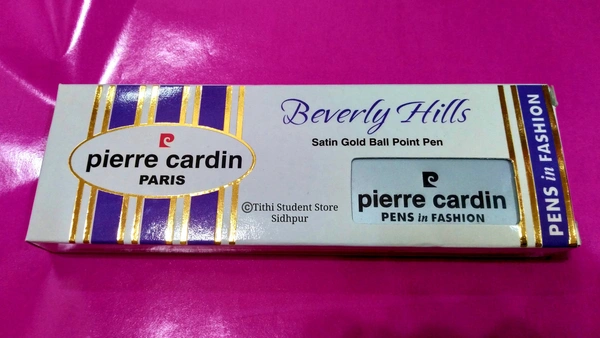 pierre cardin
PARIS
Beverly Hills
Satin Gold Ball Point Pen
©Tithi Student Store
Sidhpur
pierre cardin
PENS in FASHION
PENS in FASHION